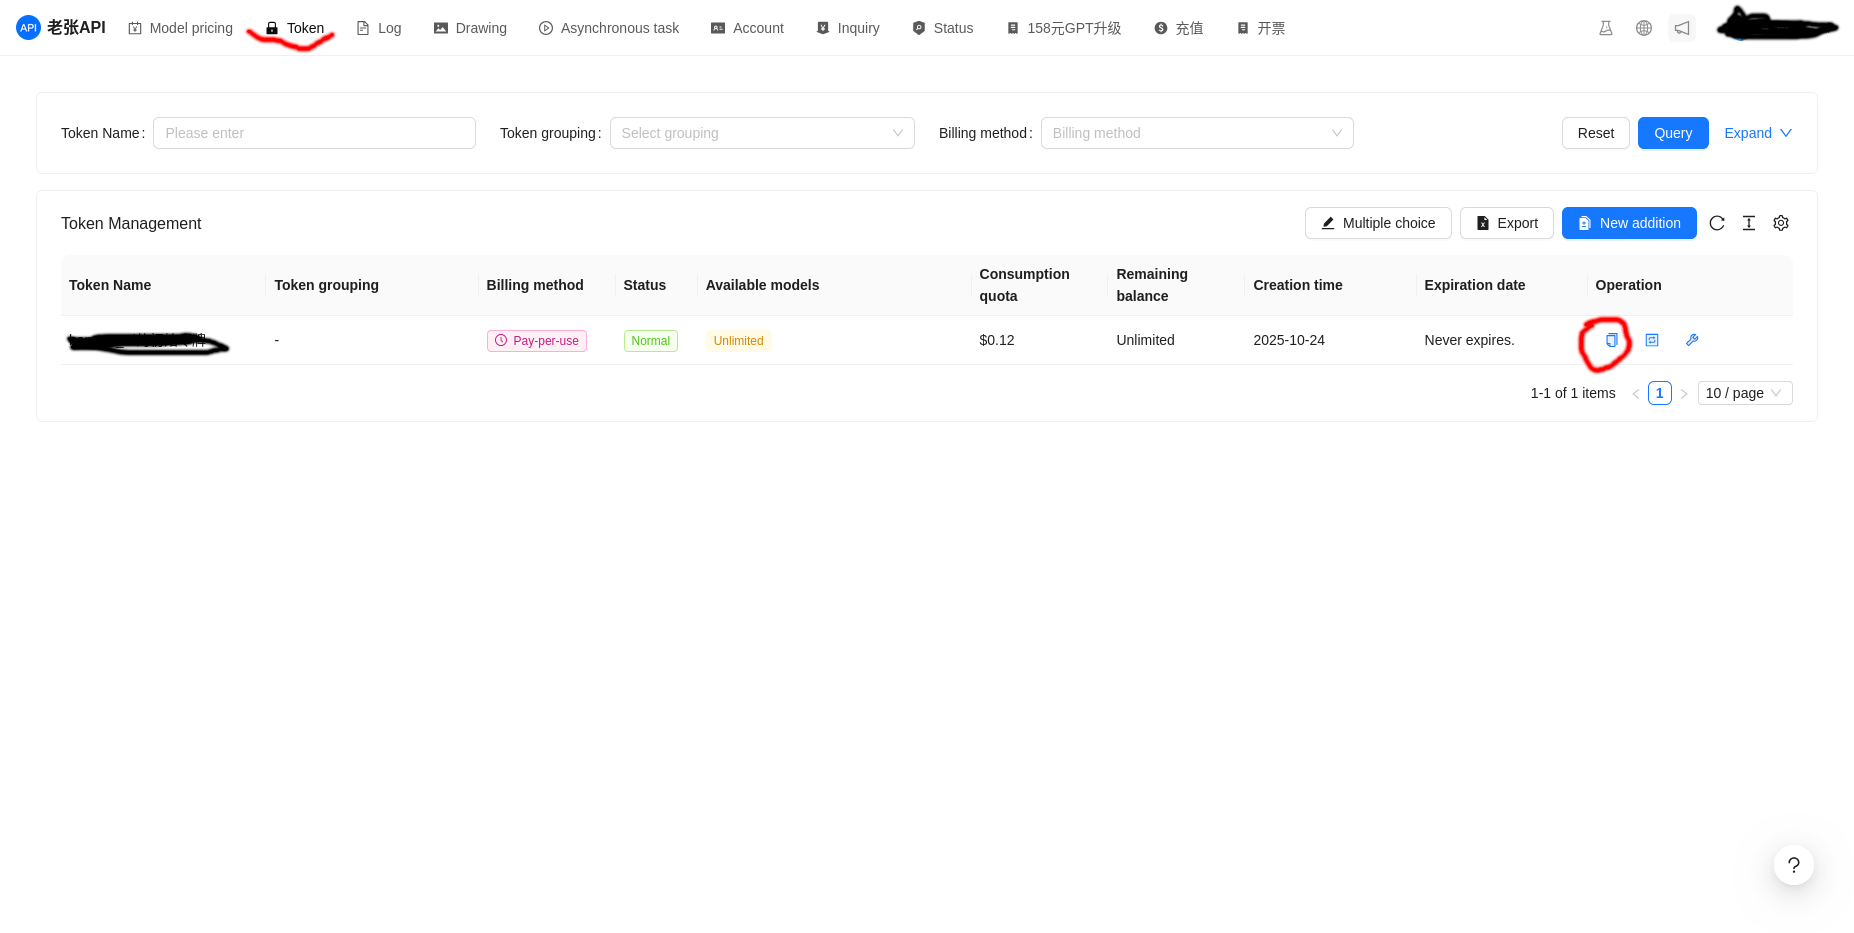 API 老张API Model pricing Token Log Drawing Asynchronous task Account Inquiry Status 158元GPT升级 充值 开票
Token Name : Please enter Token grouping : Select grouping Billing method : Billing method Reset Query Expand
Token Management Multiple choice Export New addition
Token Name Token grouping Billing method Status Available models Consumption quota Remaining balance Creation time Expiration date Operation
- Pay-per-use Normal Unlimited $0.12 Unlimited 2025-10-24 Never expires.
1-1 of 1 items < 1 > 10 / page
?